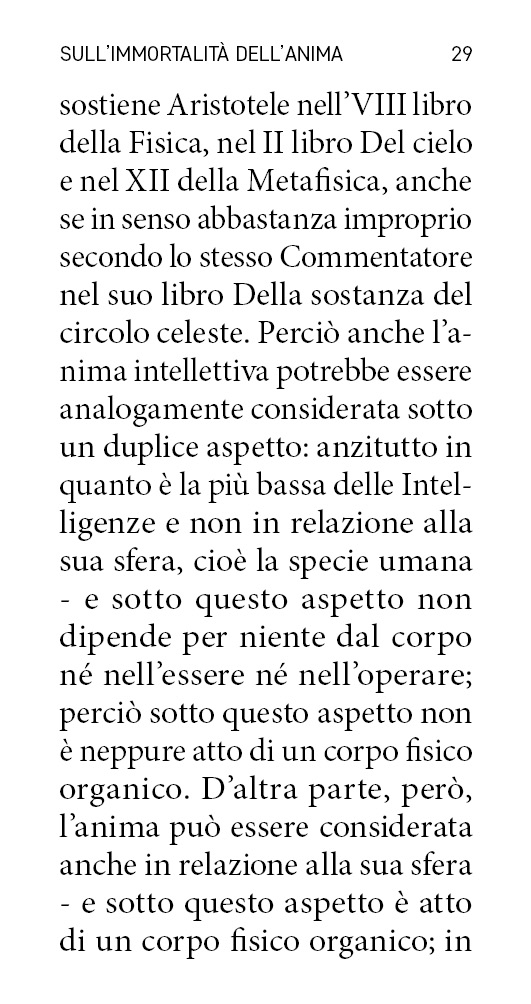 SULL'IMMORTALITÀ DELL'ANIMA 29
sostiene Aristotele nell'VIII libro
della Fisica, nel II libro Del cielo
e nel XII della Metafisica, anche
se in senso abbastanza improprio
secondo lo stesso Commentatore
nel suo libro Della sostanza del
circolo celeste. Perciò anche l'a-
nima intellettiva potrebbe essere
analogamente considerata sotto
un duplice aspetto: anzitutto in
quanto è la più bassa delle Intel-
ligenze e non in relazione alla
sua sfera, cioè la specie umana
- e sotto questo aspetto non
dipende per niente dal corpo
né nell'essere né nell'operare;
perciò sotto questo aspetto non
è neppure atto di un corpo fisico
organico. D'altra parte, però,
l'anima può essere considerata
anche in relazione alla sua sfera
- e sotto questo aspetto è atto
di un corpo fisico organico; in